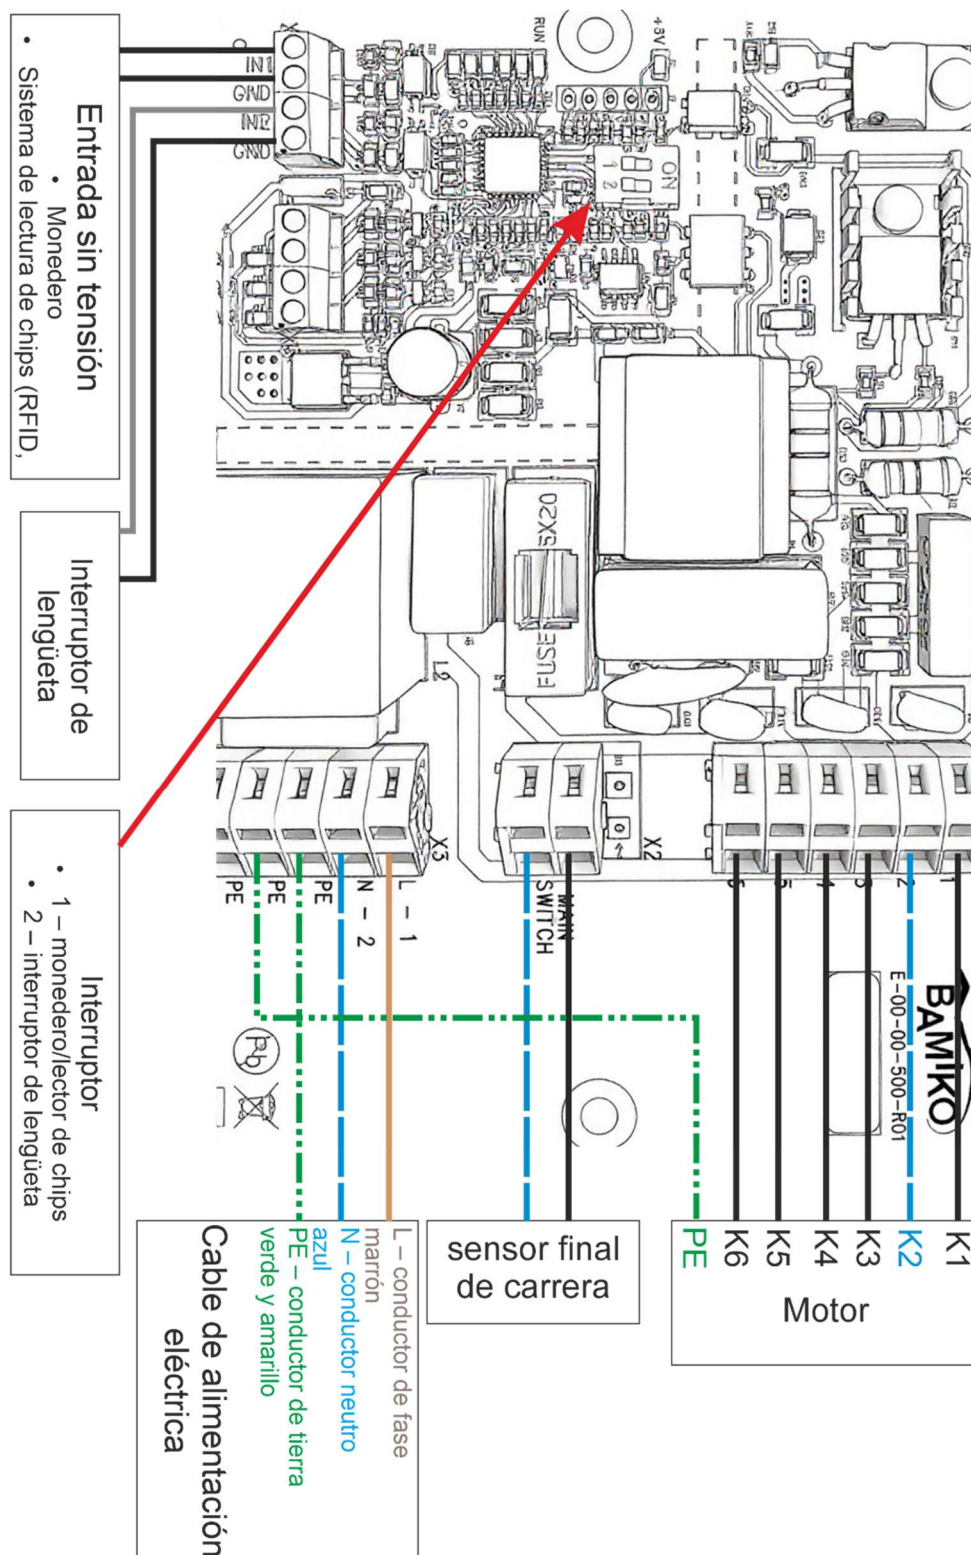 Entrada sin tensión
• Monedero
• Sistema de lectura de chips (RFID,
Interruptor de
lengüeta
Interruptor
• 1 – monedero/lector de chips
• 2 – interruptor de lengüeta
IN1
GND
IN2
GND
RUN
ON
1
2
FUSE
X3
L – 1
N – 2
PE
PE
PE
X2
MAIN
SWITCH
1
2
3
4
5
6
BAMIKO
E-00-00-500-R01
Pb
Cable de alimentación
eléctrica
L – conductor de fase
marrón
N – conductor neutro
azul
PE – conductor de tierra
verde y amarillo
sensor final
de carrera
PE
K6
K5
K4
K3
K2
K1
Motor